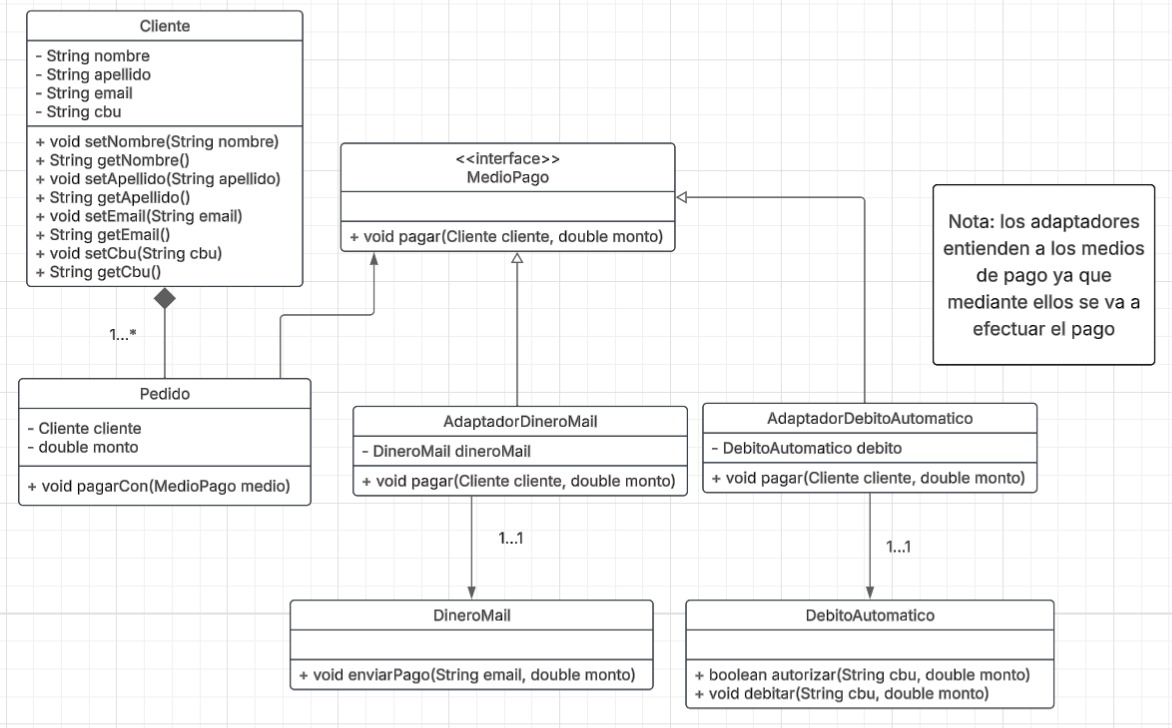 Cliente
- String nombre
- String apellido
- String email
- String cbu
+ void setNombre(String nombre)
+ String getNombre()
+ void setApellido(String apellido)
+ String getApellido()
+ void setEmail(String email)
+ String getEmail()
+ void setCbu(String cbu)
+ String getCbu()
1...*
<<interface>>
MedioPago
+ void pagar(Cliente cliente, double monto)
Nota: los adaptadores
entienden a los medios
de pago ya que
mediante ellos se va a
efectuar el pago
Pedido
- Cliente cliente
- double monto
+ void pagarCon(MedioPago medio)
AdaptadorDineroMail
- DineroMail dineroMail
+ void pagar(Cliente cliente, double monto)
AdaptadorDebitoAutomatico
- DebitoAutomatico debito
+ void pagar(Cliente cliente, double monto)
1...1
1...1
DineroMail
+ void enviarPago(String email, double monto)
DebitoAutomatico
+ boolean autorizar(String cbu, double monto)
+ void debitar(String cbu, double monto)